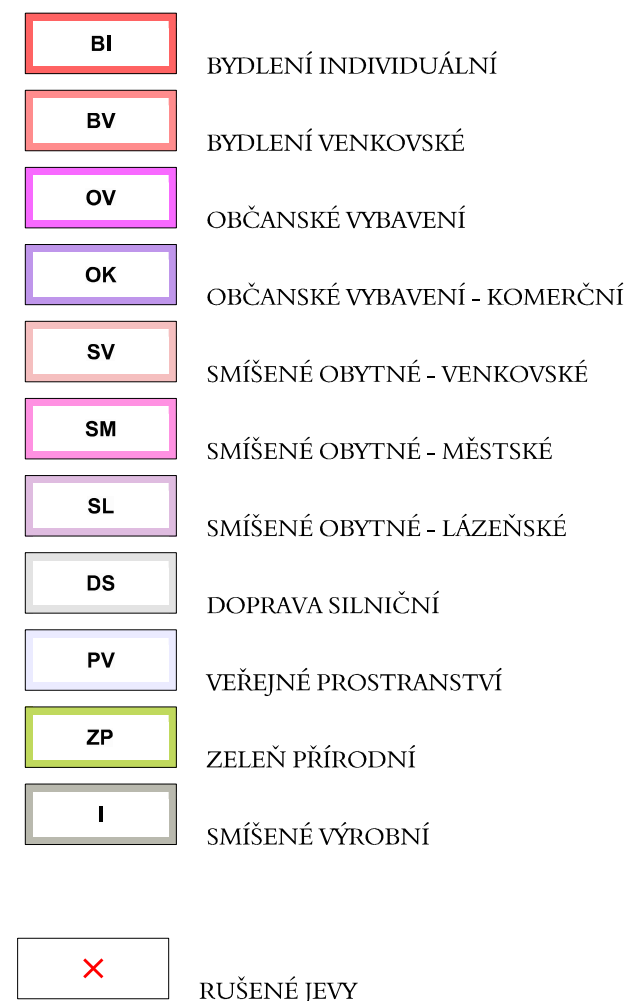 BI BYDLENÍ INDIVIDUÁLNÍ
BV BYDLENÍ VENKOVSKÉ
OV OBČANSKÉ VYBAVENÍ
OK OBČANSKÉ VYBAVENÍ - KOMERČNÍ
SV SMÍŠENÉ OBYTNÉ - VENKOVSKÉ
SM SMÍŠENÉ OBYTNÉ - MĚSTSKÉ
SL SMÍŠENÉ OBYTNÉ - LÁZEŇSKÉ
DS DOPRAVA SILNIČNÍ
PV VEŘEJNÉ PROSTRANSTVÍ
ZP ZELEŇ PŘÍRODNÍ
I SMÍŠENÉ VÝROBNÍ
RUŠENÉ JEVY